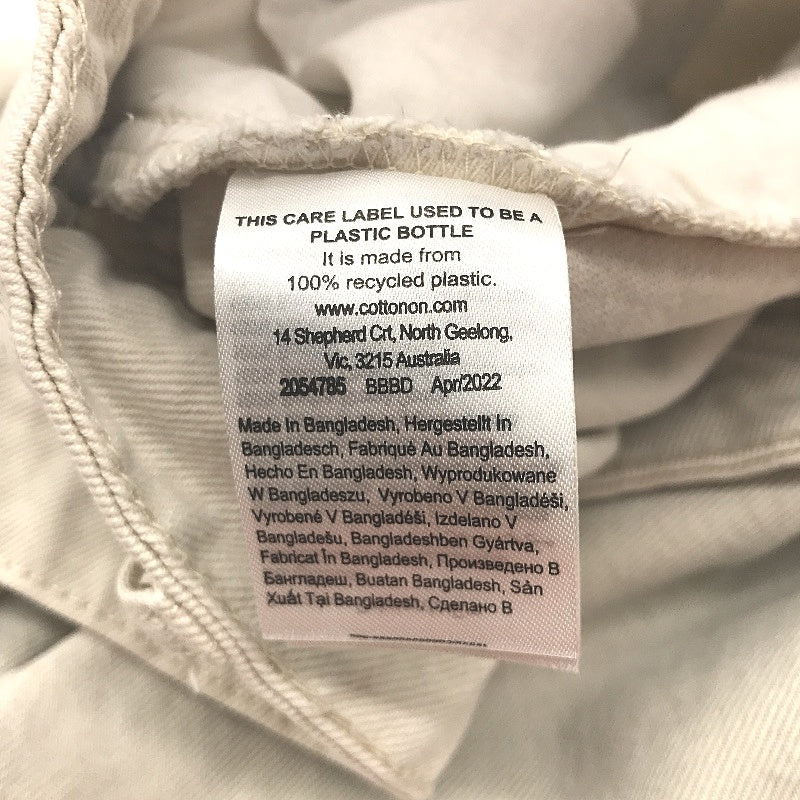 THIS CARE LABEL USED TO BE A
PLASTIC BOTTLE
It is made from
100% recycled plastic.
www.cottonon.com
14 Shepherd Crt, North Geelong,
Vic, 3215 Australia
2054785 BBBD Apr/2022
Made In Bangladesh, Hergestellt In
Bangladesch, Fabriqué Au Bangladesh,
Hecho En Bangladesh, Wyprodukowane
W Bangladeszu, Vyrobeno V Bangladéši,
Vyrobené V Bangladéši, Izdelano V
Bangladešu, Bangladeshben Gyártva,
Fabricat În Bangladesh, Произведено В
Бангладеш, Buatan Bangladesh, Sản
Xuất Tại Bangladesh, Сделано В